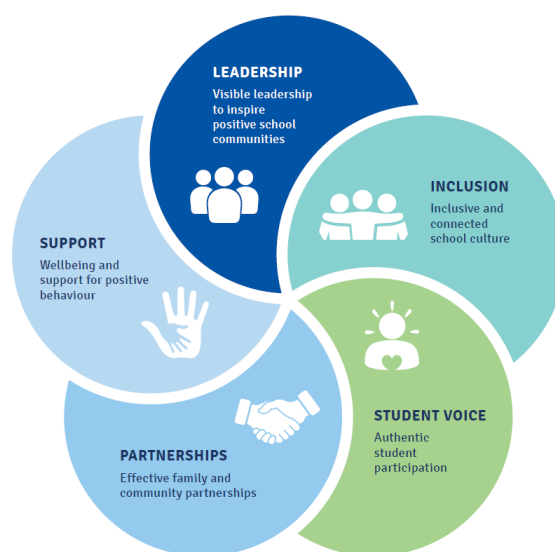 LEADERSHIP
Visible leadership
to inspire
positive school
communities
INCLUSION
Inclusive and
connected
school culture
STUDENT VOICE
Authentic
student
participation
PARTNERSHIPS
Effective family and
community partnerships
SUPPORT
Wellbeing and
support for positive
behaviour